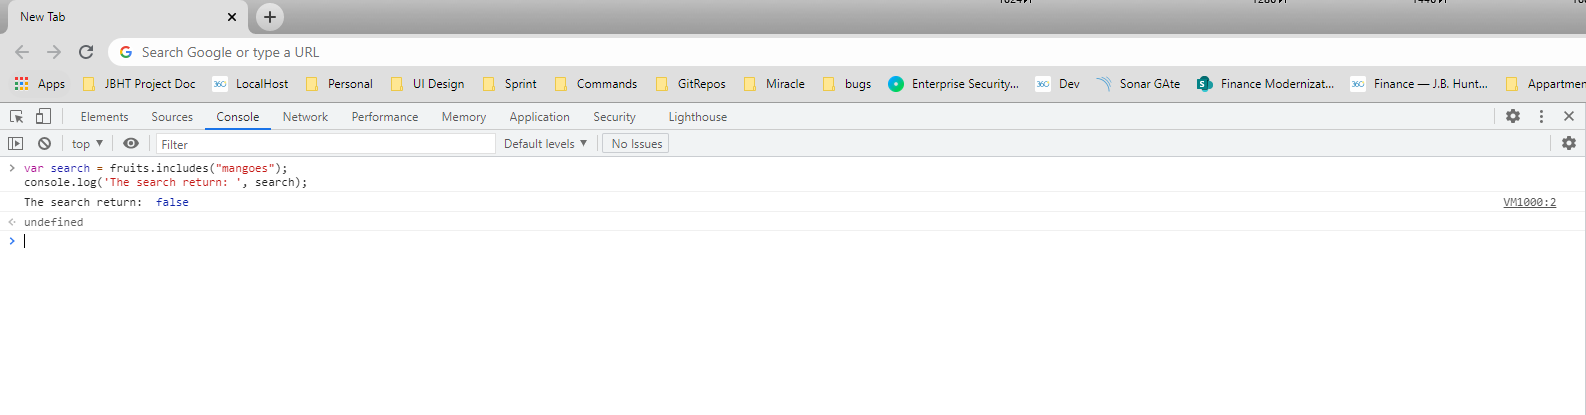 New Tab
Search Google or type a URL
Apps JBHT Project Doc LocalHost Personal UI Design Sprint Commands GitRepos Miracle bugs Enterprise Security... Dev Sonar GAte Finance Modernizat... Finance — J.B. Hunt... Appartmen
Elements Sources Console Network Performance Memory Application Security Lighthouse
top Filter Default levels No Issues
var search = fruits.includes("mangoes");
console.log('The search return: ', search);
The search return: false VM1000:2
undefined